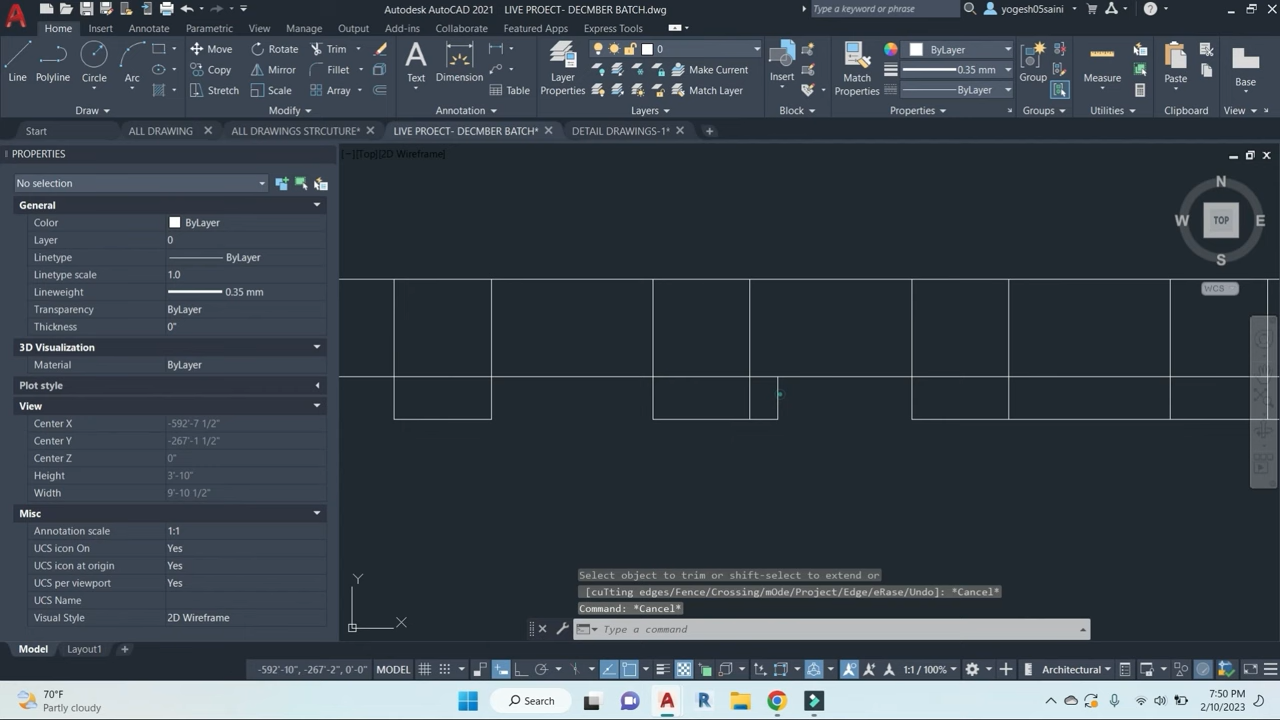 Autodesk AutoCAD 2021 LIVE PROECT- DECMBER BATCH.dwg
Type a keyword or phrase
yogesh05saini
Home Insert Annotate Parametric View Manage Output Add-ins Collaborate Express Tools Featured Apps
Line Polyline Circle Arc
Move Rotate Trim
Copy Mirror Fillet
Stretch Scale Array
Text Dimension Table
Layer Properties
0
Make Current
Match Layer
Insert
Match Properties
ByLayer
0.35 mm
ByLayer
Group
Measure
Paste
Base
Draw Modify Annotation Layers Block Properties Groups Utilities Clipboard View
Start ALL DRAWING ALL DRAWINGS STRCUTURE* LIVE PROJECT- DECMBER BATCH* DETAIL DRAWINGS-1*
PROPERTIES
[−][Top][2D Wireframe]
No selection
General
Color ByLayer
Layer 0
Linetype ByLayer
Linetype scale 1.0
Lineweight 0.35 mm
Transparency ByLayer
Thickness 0"
3D Visualization
Material ByLayer
Plot style
View
Center X -592'-7 1/2"
Center Y -267'-1 1/2"
Center Z 0"
Height 3'-10"
Width 9'-10 1/2"
Misc
Annotation scale 1:1
UCS icon On Yes
UCS icon at origin Yes
UCS per viewport Yes
UCS Name
Visual Style 2D Wireframe
N
W TOP E
S
WCS
Y
X
Select object to trim or shift-select to extend or
[cuTting edges/Fence/Crossing/mOde/Project/Edge/eRase/Undo]: *Cancel*
Command: *Cancel*
Type a command
Model Layout1
-592'-10", -267'-2", 0'-0" MODEL
1:1 / 100%
Architectural
70°F
Partly cloudy
Search
7:50 PM
2/10/2023